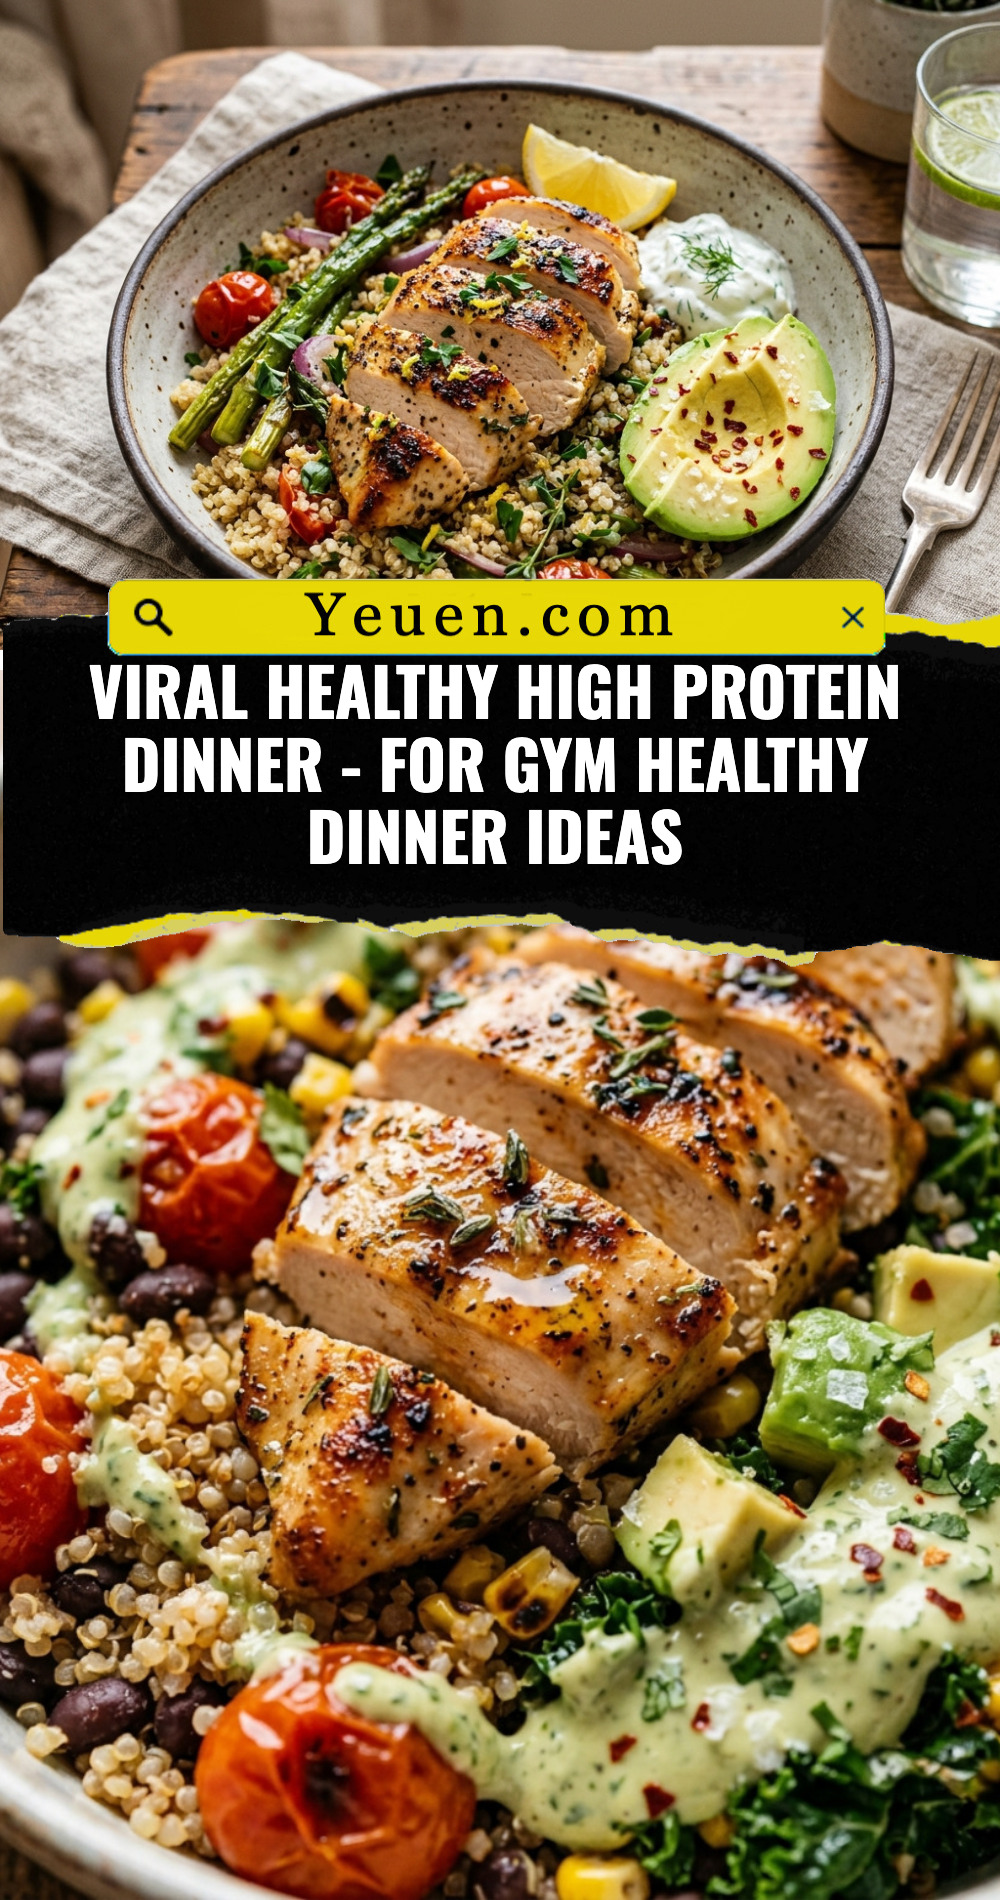 Yeuen.com
VIRAL HEALTHY HIGH PROTEIN
DINNER - FOR GYM HEALTHY
DINNER IDEAS